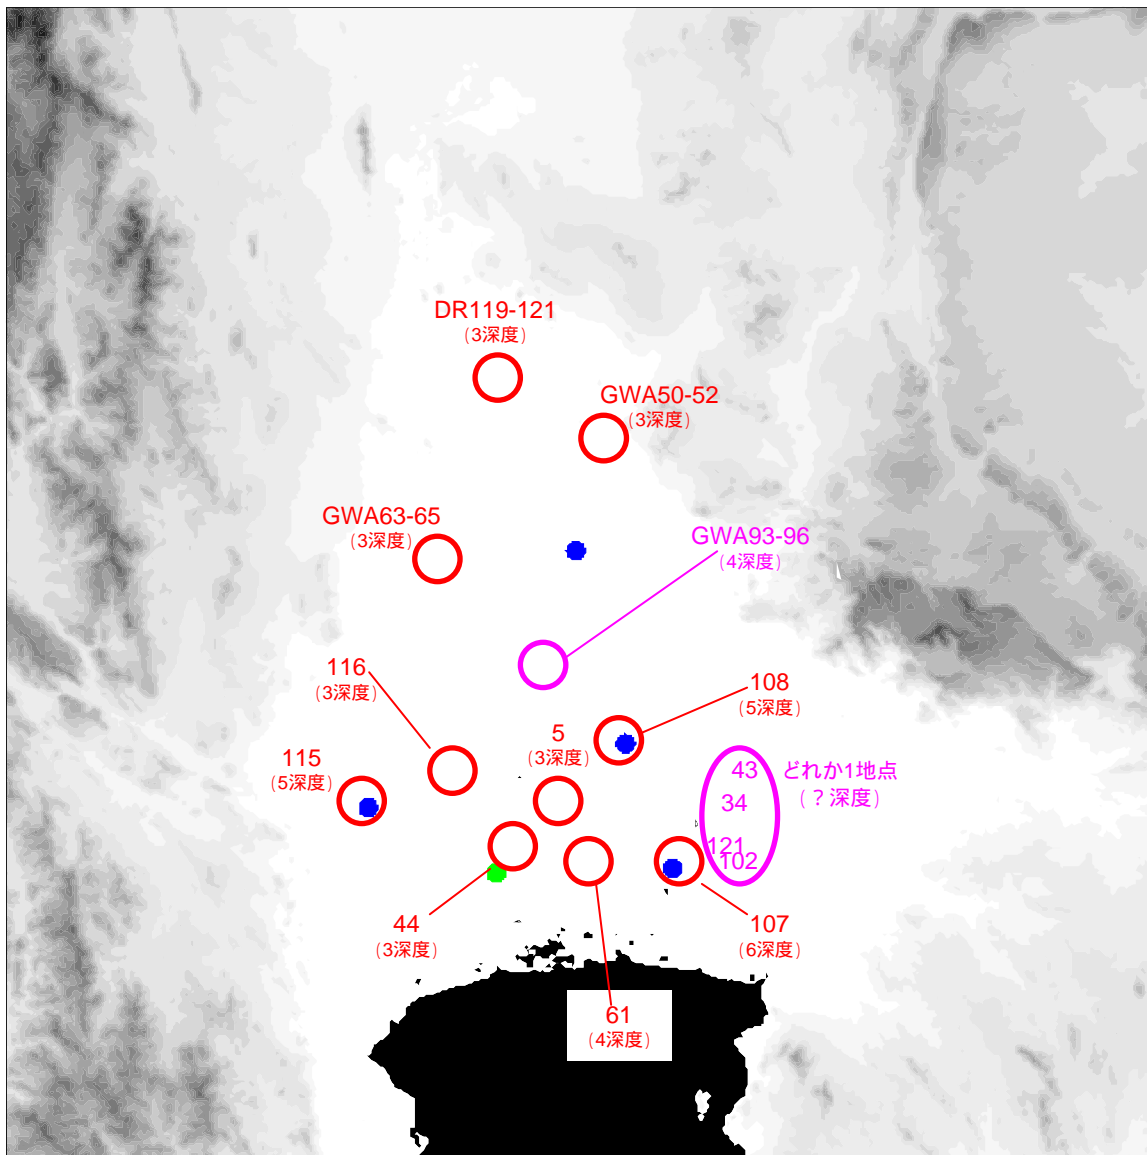 DR119-121
(3深度)
GWA50-52
(3深度)
GWA63-65
(3深度)
GWA93-96
(4深度)
116
(3深度)
108
(5深度)
5
(3深度)
115
(5深度)
43
どれか1地点
34
(？深度)
121
102
44
(3深度)
107
(6深度)
61
(4深度)